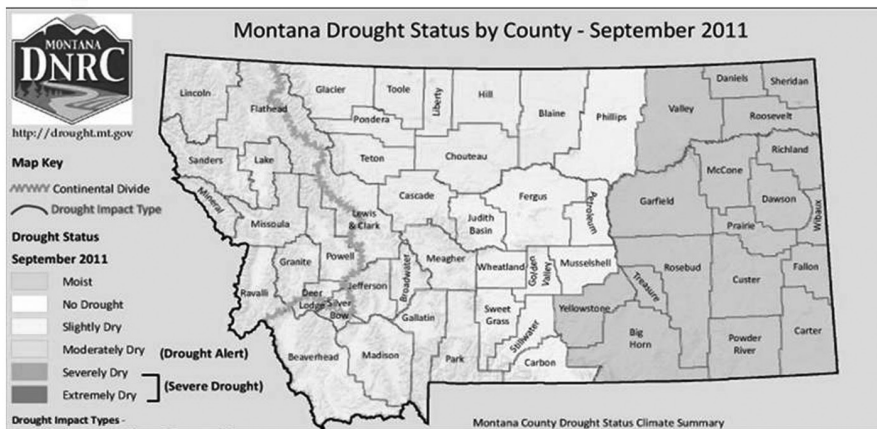 Montana Drought Status by County - September 2011
MONTANA
DNRC
http://drought.mt.gov
Map Key
Continental Divide
Drought Impact Type
Drought Status
September 2011
Moist
No Drought
Slightly Dry
Moderately Dry (Drought Alert)
Severely Dry
(Severe Drought)
Extremely Dry
Drought Impact Types -
Lincoln
Flathead
Glacier
Toole
Liberty
Hill
Blaine
Phillips
Valley
Daniels
Sheridan
Roosevelt
Pondera
Sanders
Lake
Teton
Chouteau
Richland
McCone
Mineral
Missoula
Lewis
& Clark
Cascade
Judith
Basin
Fergus
Petroleum
Garfield
Dawson
Prairie
Wibaux
Granite
Powell
Meagher
Broadwater
Jefferson
Wheatland
Golden
Valley
Musselshell
Treasure
Rosebud
Custer
Fallon
Ravalli
Deer
Lodge
Silver
Bow
Gallatin
Sweet
Grass
Stillwater
Yellowstone
Big
Horn
Powder
River
Carter
Beaverhead
Madison
Park
Carbon
Montana County Drought Status Climate Summary